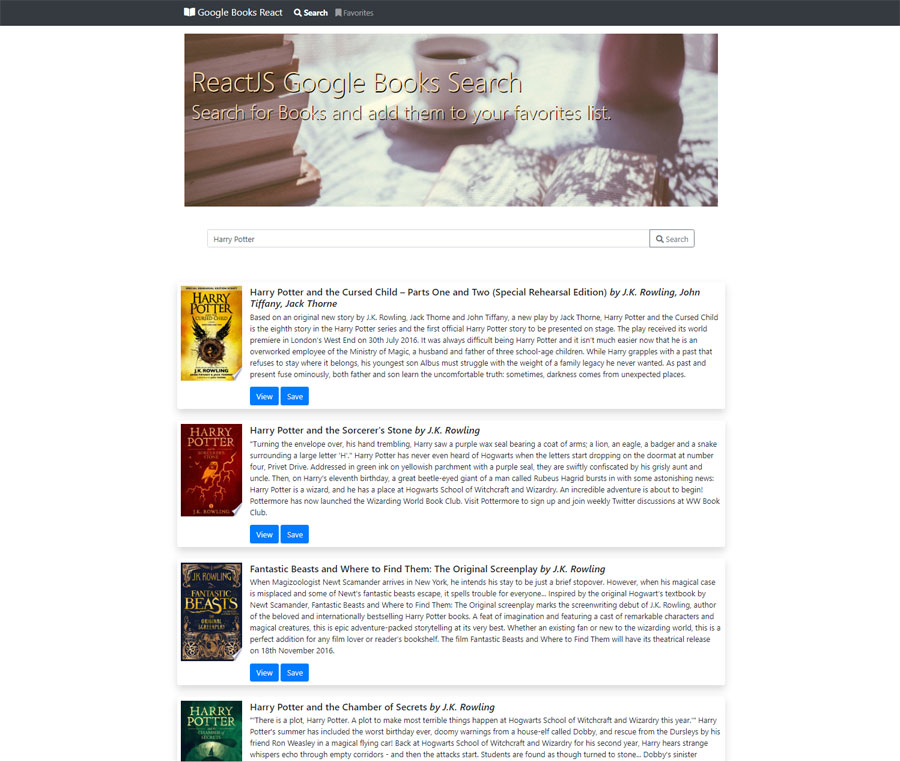 Google Books React Search Favorites
ReactJS Google Books Search
Search for Books and add them to your favorites list.
Harry Potter Search
HARRY
POTTER
CURSED CHILD
J.K. ROWLING
Harry Potter and the Cursed Child – Parts One and Two (Special Rehearsal Edition) by J.K. Rowling, John
Tiffany, Jack Thorne
Based on an original new story by J.K. Rowling, Jack Thorne and John Tiffany, a new play by Jack Thorne, Harry Potter and the Cursed Child
is the eighth story in the Harry Potter series and the first official Harry Potter story to be presented on stage. The play received its world
premiere in London's West End on 30th July 2016. It was always difficult being Harry Potter and it isn't much easier now that he is an
overworked employee of the Ministry of Magic, a husband and father of three school-age children. While Harry grapples with a past that
refuses to stay where it belongs, his youngest son Albus must struggle with the weight of a family legacy he never wanted. As past and
present fuse ominously, both father and son learn the uncomfortable truth: sometimes, darkness comes from unexpected places.
View Save
HARRY
POTTER
J.K. ROWLING
Harry Potter and the Sorcerer's Stone by J.K. Rowling
"Turning the envelope over, his hand trembling, Harry saw a purple wax seal bearing a coat of arms; a lion, an eagle, a badger and a snake
surrounding a large letter 'H'." Harry Potter has never even heard of Hogwarts when the letters start dropping on the doormat at number
four, Privet Drive. Addressed in green ink on yellowish parchment with a purple seal, they are swiftly confiscated by his grisly aunt and
uncle. Then, on Harry's eleventh birthday, a great beetle-eyed giant of a man called Rubeus Hagrid bursts in with some astonishing news:
Harry Potter is a wizard, and he has a place at Hogwarts School of Witchcraft and Wizardry. An incredible adventure is about to begin!
Pottermore has now launched the Wizarding World Book Club. Visit Pottermore to sign up and join weekly Twitter discussions at WW Book
Club.
View Save
J.K. ROWLING
FANTASTIC
BEASTS
Fantastic Beasts and Where to Find Them: The Original Screenplay by J.K. Rowling
When Magizoologist Newt Scamander arrives in New York, he intends his stay to be just a brief stopover. However, when his magical case
is misplaced and some of Newt's fantastic beasts escape, it spells trouble for everyone... Inspired by the original Hogwart's textbook by
Newt Scamander, Fantastic Beasts and Where to Find Them: The Original screenplay marks the screenwriting debut of J.K. Rowling, author
of the beloved and internationally bestselling Harry Potter books. A feat of imagination and featuring a cast of remarkable characters and
magical creatures, this is epic adventure-packed storytelling at its very best. Whether an existing fan or new to the wizarding world, this is a
perfect addition for any film lover or reader's bookshelf. The film Fantastic Beasts and Where to Find Them will have its theatrical release
on 18th November 2016.
View Save
HARRY
POTTER
Harry Potter and the Chamber of Secrets by J.K. Rowling
"'There is a plot, Harry Potter. A plot to make most terrible things happen at Hogwarts School of Witchcraft and Wizardry this year.'" Harry
Potter's summer has included the worst birthday ever, doomy warnings from a house-elf called Dobby, and rescue from the Dursleys by his
friend Ron Weasley in a magical flying car! Back at Hogwarts School of Witchcraft and Wizardry for his second year, Harry hears strange
whispers echo through empty corridors - and then the attacks start. Students are found as though turned to stone... Dobby's sinister